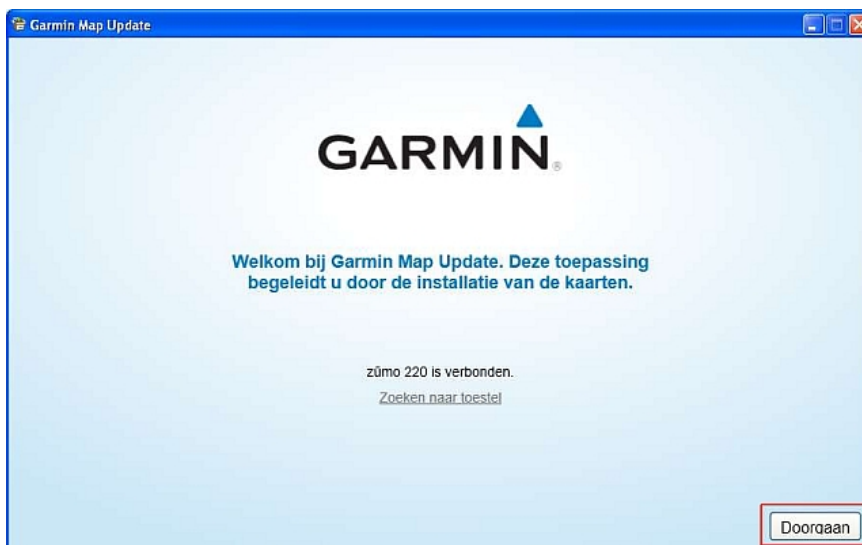 Garmin Map Update
GARMIN®
Welkom bij Garmin Map Update. Deze toepassing
begeleidt u door de installatie van de kaarten.
zūmo 220 is verbonden.
Zoeken naar toestel
Doorgaan